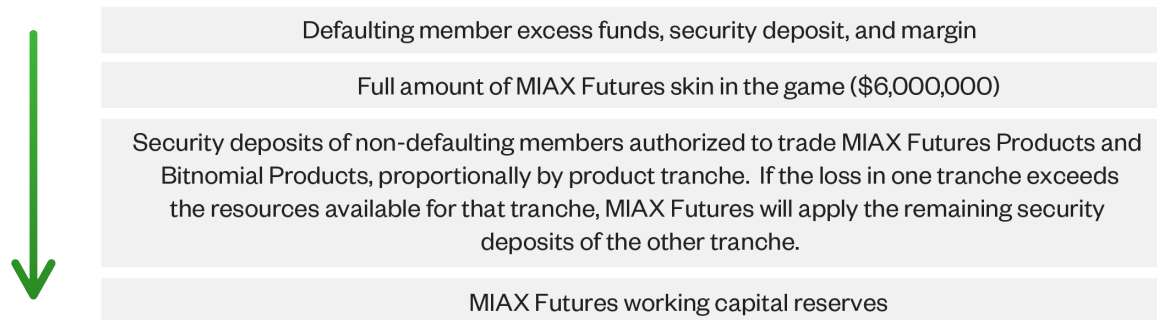 Defaulting member excess funds, security deposit, and margin
Full amount of MIAX Futures skin in the game ($6,000,000)
Security deposits of non-defaulting members authorized to trade MIAX Futures Products and
Bitnomial Products, proportionally by product tranche.  If the loss in one tranche exceeds
the resources available for that tranche, MIAX Futures will apply the remaining security
deposits of the other tranche.
MIAX Futures working capital reserves